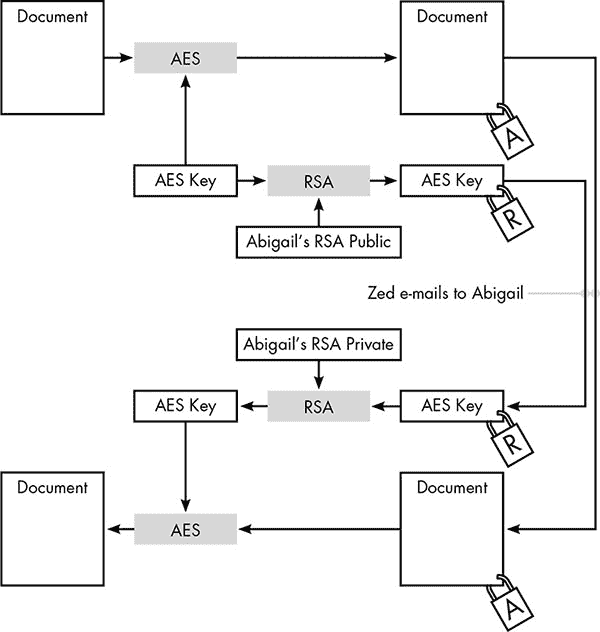 Document
AES
Document
A
AES Key
RSA
AES Key
R
Abigail's RSA Public
Zed e-mails to Abigail
Abigail's RSA Private
AES Key
RSA
AES Key
R
Document
AES
Document
A